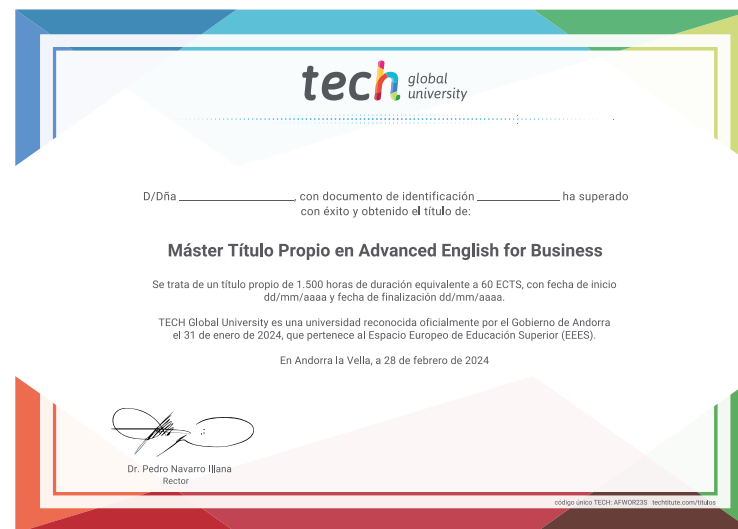 tech global
university
D/Dña ______________, con documento de identificación ____________ ha superado
con éxito y obtenido el título de:
Máster Título Propio en Advanced English for Business
Se trata de un título propio de 1.500 horas de duración equivalente a 60 ECTS, con fecha de inicio
dd/mm/aaaa y fecha de finalización dd/mm/aaaa.
TECH Global University es una universidad reconocida oficialmente por el Gobierno de Andorra
el 31 de enero de 2024, que pertenece al Espacio Europeo de Educación Superior (EEES).
En Andorra la Vella, a 28 de febrero de 2024
Dr. Pedro Navarro Illana
Rector
código único TECH: AFWOR23S techtitute.com/titulos